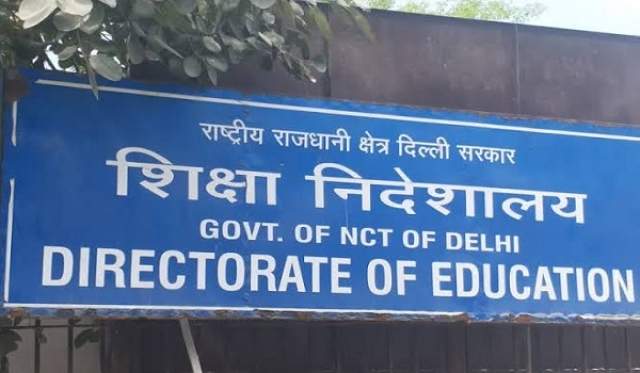 राष्ट्रीय राजधानी क्षेत्र दिल्ली सरकार
शिक्षा निदेशालय
GOVT. OF NCT OF DELHI
DIRECTORATE OF EDUCATION